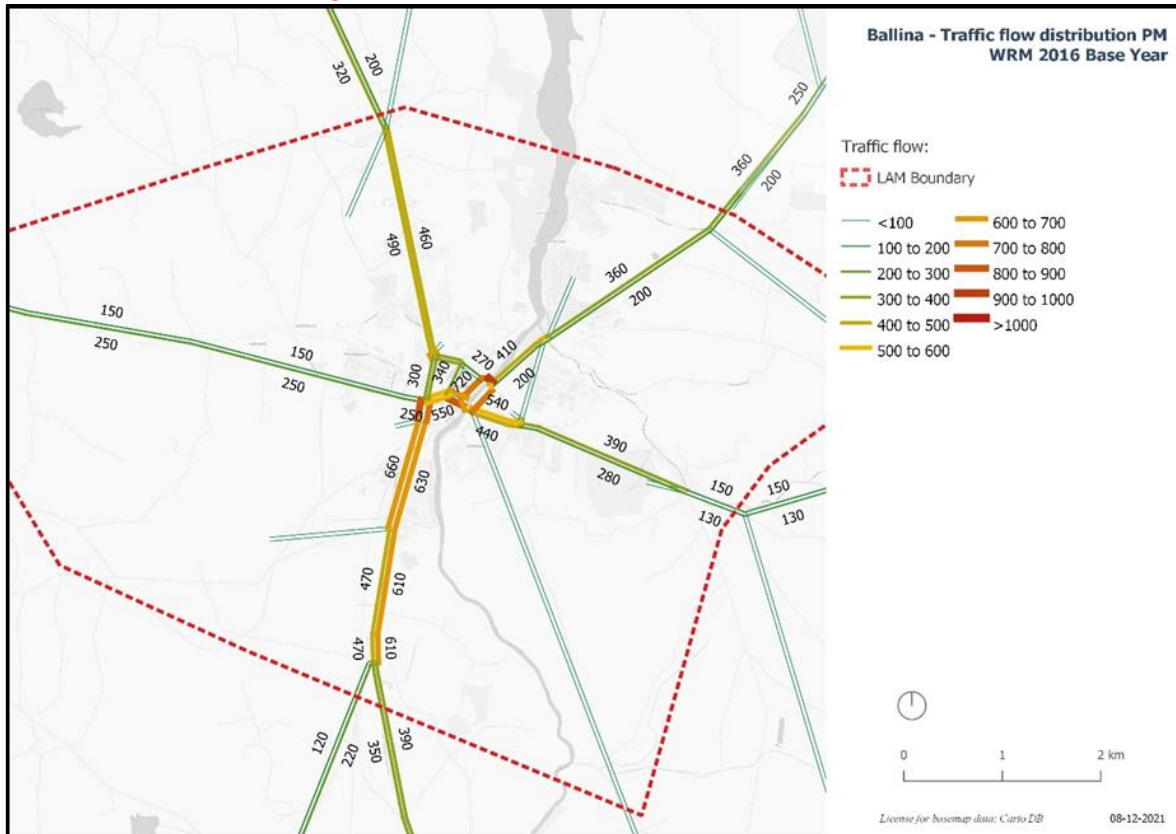 Ballina - Traffic flow distribution PM
WRM 2016 Base Year
Traffic flow:
LAM Boundary
<100
100 to 200
200 to 300
300 to 400
400 to 500
500 to 600
600 to 700
700 to 800
800 to 900
900 to 1000
>1000
200
320
250
360
200
460
490
360
200
150
250
150
250
300
340
270
410
720
200
250
550
540
440
390
280
660
630
150
150
130
130
470
610
470
610
120
220
350
390
0 1 2 km
License for basemap data: Carto DB
08-12-2021